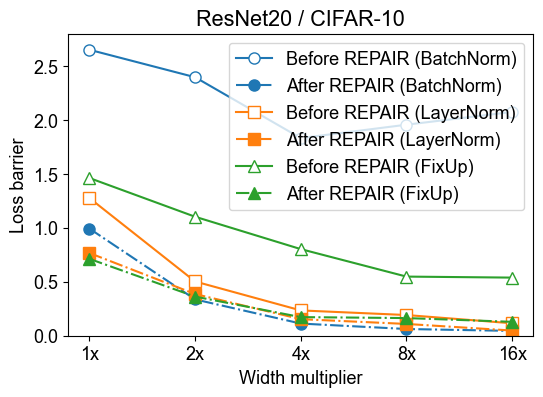 ResNet20 / CIFAR-10
Loss barrier
2.5
2.0
1.5
1.0
0.5
0.0
Before REPAIR (BatchNorm)
After REPAIR (BatchNorm)
Before REPAIR (LayerNorm)
After REPAIR (LayerNorm)
Before REPAIR (FixUp)
After REPAIR (FixUp)
1x 2x 4x 8x 16x
Width multiplier